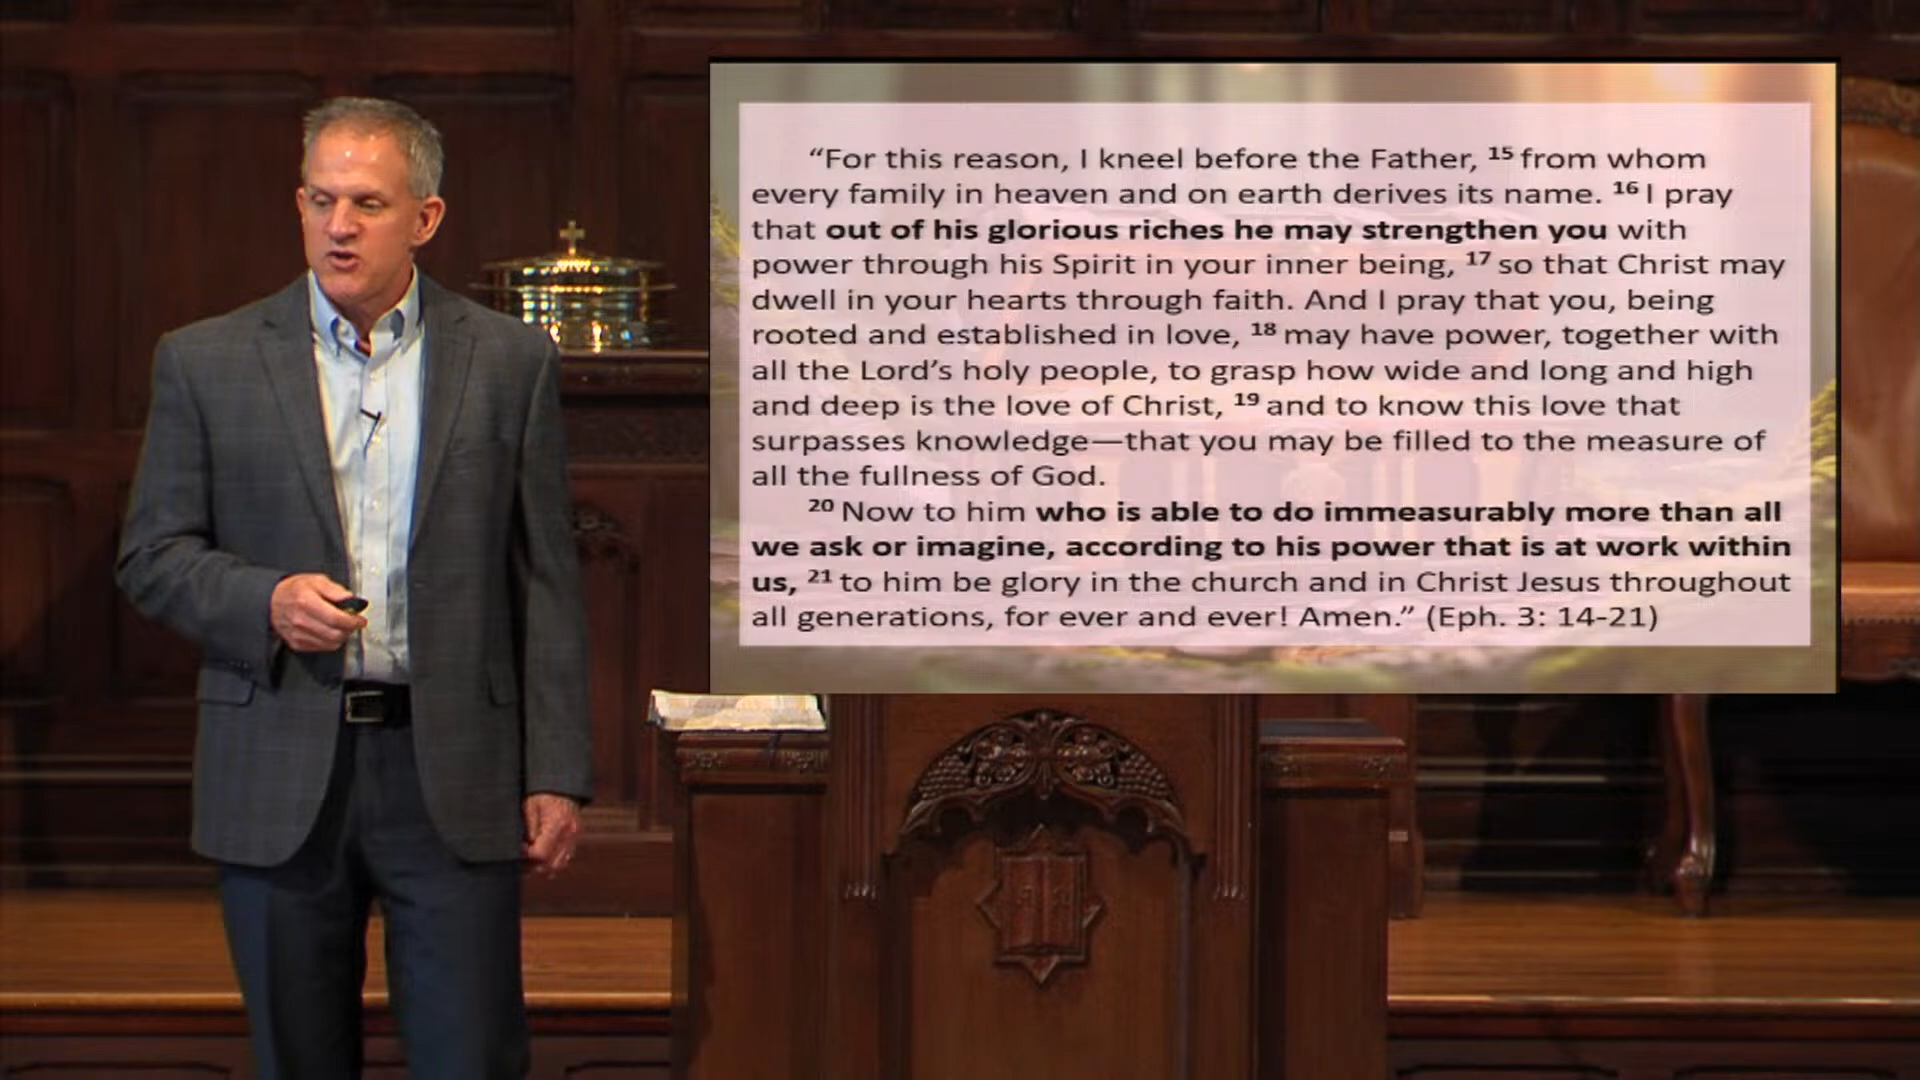 “For this reason, I kneel before the Father, ¹⁵ from whom
every family in heaven and on earth derives its name. ¹⁶ I pray
that out of his glorious riches he may strengthen you with
power through his Spirit in your inner being, ¹⁷ so that Christ may
dwell in your hearts through faith. And I pray that you, being
rooted and established in love, ¹⁸ may have power, together with
all the Lord’s holy people, to grasp how wide and long and high
and deep is the love of Christ, ¹⁹ and to know this love that
surpasses knowledge—that you may be filled to the measure of
all the fullness of God.
²⁰ Now to him who is able to do immeasurably more than all
we ask or imagine, according to his power that is at work within
us, ²¹ to him be glory in the church and in Christ Jesus throughout
all generations, for ever and ever! Amen.” (Eph. 3: 14-21)